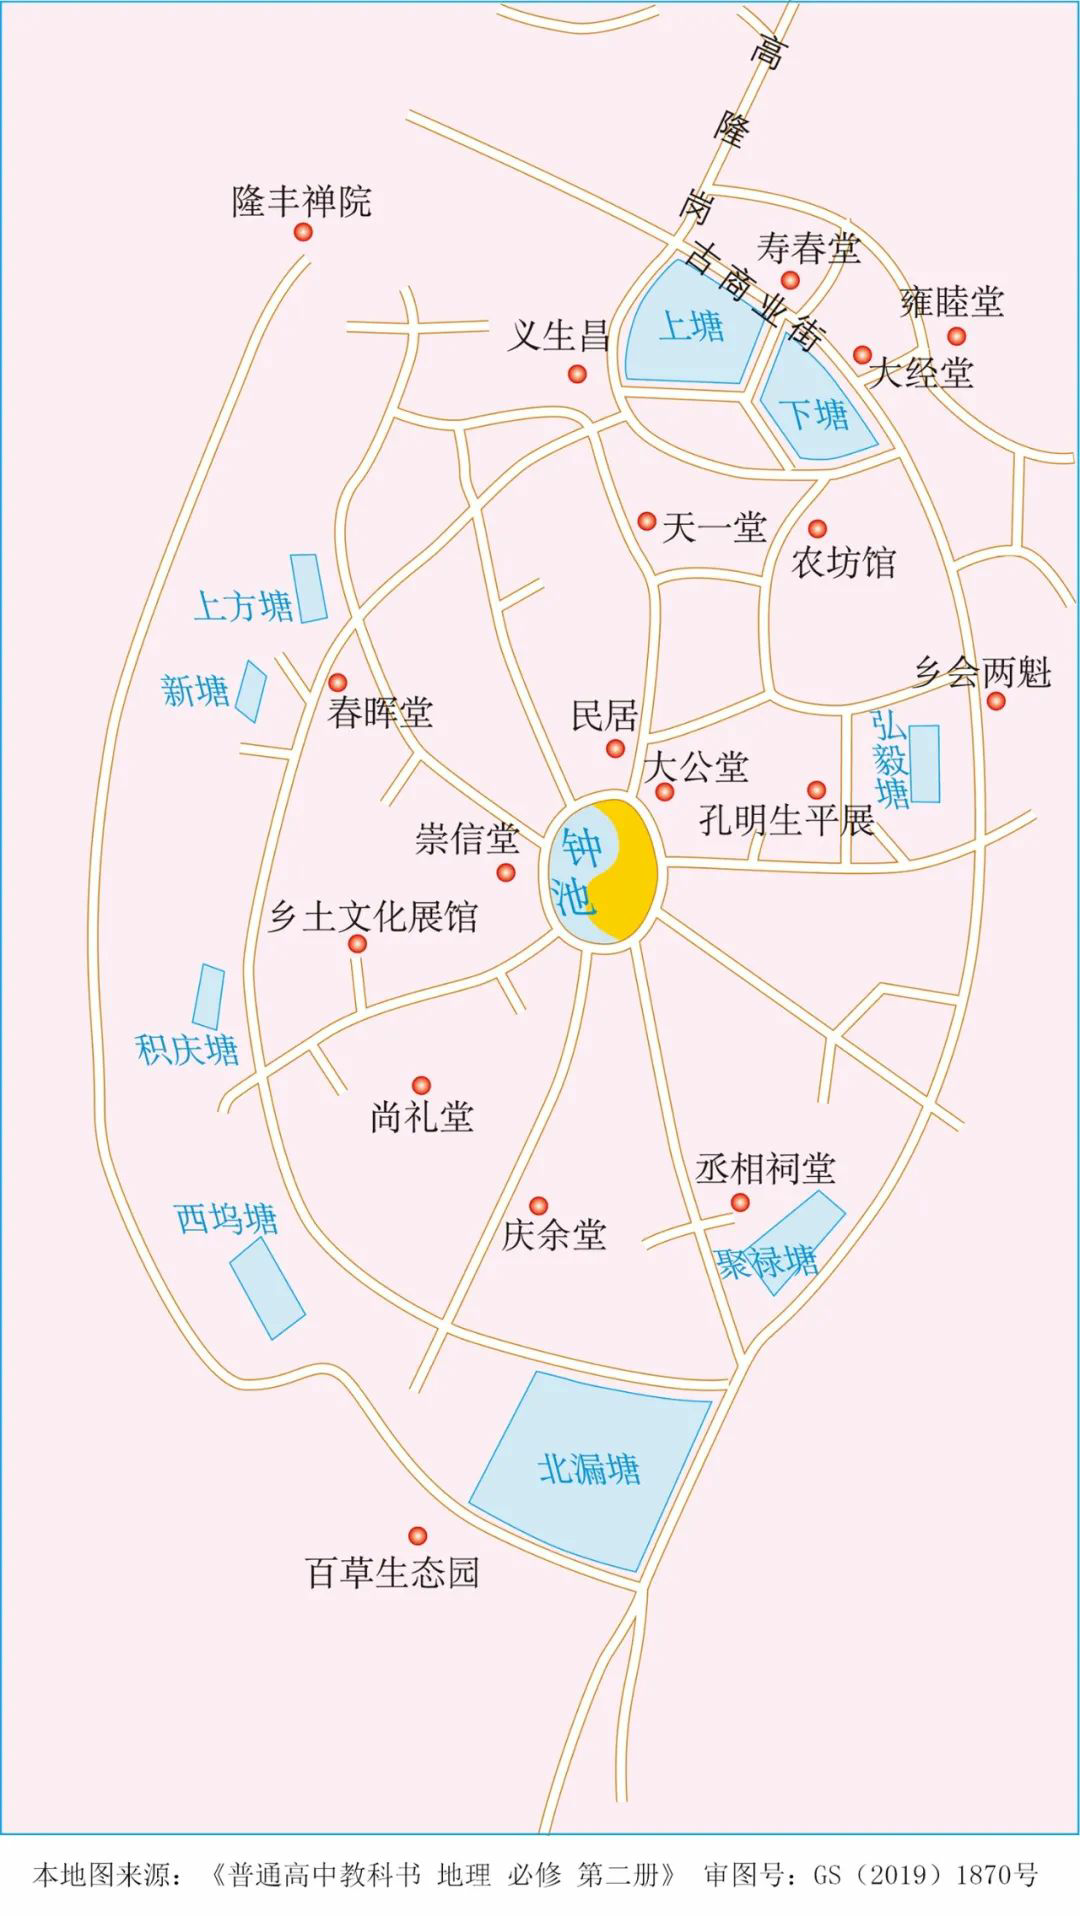 高隆岗
隆丰禅院
古商业街
寿春堂
雍睦堂
义生昌
上塘
大经堂
下塘
天一堂
农坊馆
上方塘
新塘
春晖堂
乡会两魁
民居
弘毅塘
大公堂
孔明生平展
崇信堂
钟池
乡土文化展馆
积庆塘
尚礼堂
丞相祠堂
西坞塘
庆余堂
聚禄塘
北漏塘
百草生态园
本地图来源：《普通高中教科书 地理 必修 第二册》 审图号：GS（2019）1870号